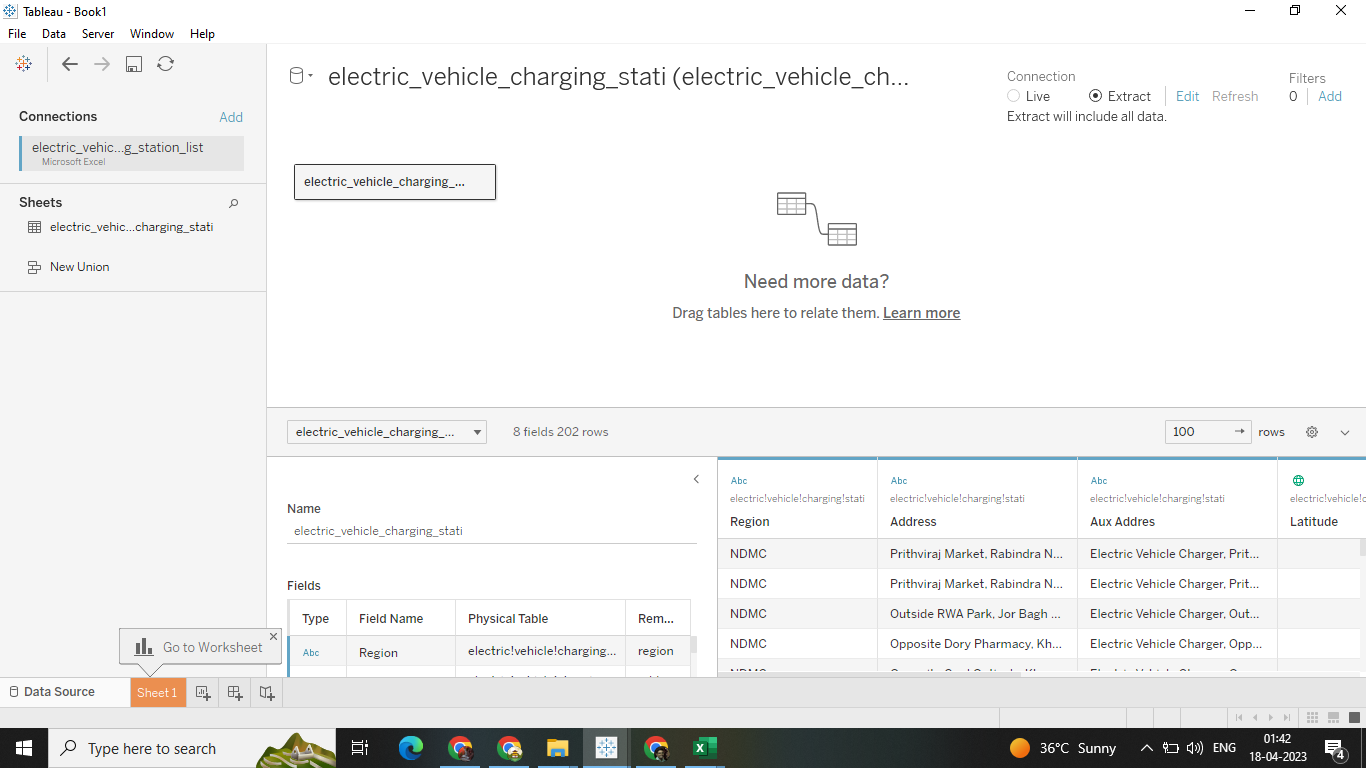 Tableau - Book1
File Data Server Window Help
Connections Add
electric_vehic...g_station_list
Microsoft Excel
Sheets
electric_vehic...charging_stati
New Union
electric_vehicle_charging_stati (electric_vehicle_ch...
Connection
Live Extract Edit Refresh
Extract will include all data.
Filters
0 Add
electric_vehicle_charging_...
Need more data?
Drag tables here to relate them. Learn more
electric_vehicle_charging_... 8 fields 202 rows 100 rows
Name
electric_vehicle_charging_stati
Fields
Type Field Name Physical Table Rem...
Abc Region electric!vehicle!charging... region
Abc Abc Abc
electric!vehicle!charging!stati electric!vehicle!charging!stati electric!vehicle!charging!stati electric!vehicle!c
Region Address Aux Addres Latitude
NDMC Prithviraj Market, Rabindra N... Electric Vehicle Charger, Prit...
NDMC Prithviraj Market, Rabindra N... Electric Vehicle Charger, Prit...
NDMC Outside RWA Park, Jor Bagh ... Electric Vehicle Charger, Out...
NDMC Opposite Dory Pharmacy, Kh... Electric Vehicle Charger, Opp...
Go to Worksheet
Data Source Sheet 1
Type here to search
36°C Sunny
ENG
01:42
18-04-2023
4